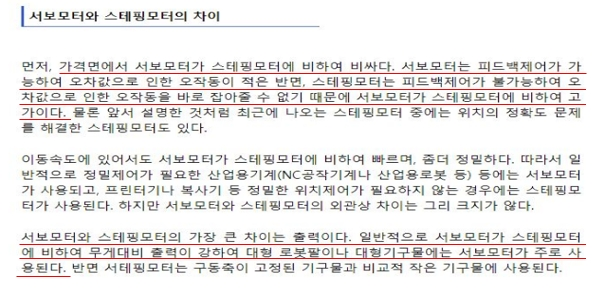 서보모터와 스테핑모터의 차이
먼저, 가격면에서 서보모터가 스테핑모터에 비하여 비싸다. 서보모터는 피드백제어가 가
능하여 오차값으로 인한 오작동이 적은 반면, 스테핑모터는 피드백제어가 불가능하여 오
차값으로 인한 오작동을 바로 잡아줄 수 없기 때문에 서보모터가 스테핑모터에 비하여 고
가이다. 물론 앞서 설명한 것처럼 최근에 나오는 스테핑모터 중에는 위치의 정확도 문제
를 해결한 스테핑모터도 있다.
이동속도에 있어서도 서보모터가 스테핑모터에 비하여 빠르며, 좀더 정밀하다. 따라서 일
반적으로 정밀제어가 필요한 산업용기계(NC공작기계나 산업용로봇 등) 등에는 서보모터
가 사용되고, 프린터기나 복사기 등 정밀한 위치제어가 필요하지 않는 경우에는 스테핑모
터가 사용된다. 하지만 서보모터와 스테핑모터의 외관상 차이는 그리 크지가 않다.
서보모터와 스테핑모터의 가장 큰 차이는 출력이다. 일반적으로 서보모터가 스테핑모터
에 비하여 무게대비 출력이 강하여 대형 로봇팔이나 대형기구물에는 서보모터가 주로 사
용된다. 반면 서테핑모터는 구동축이 고정된 기구물과 비교적 작은 기구물에 사용된다.